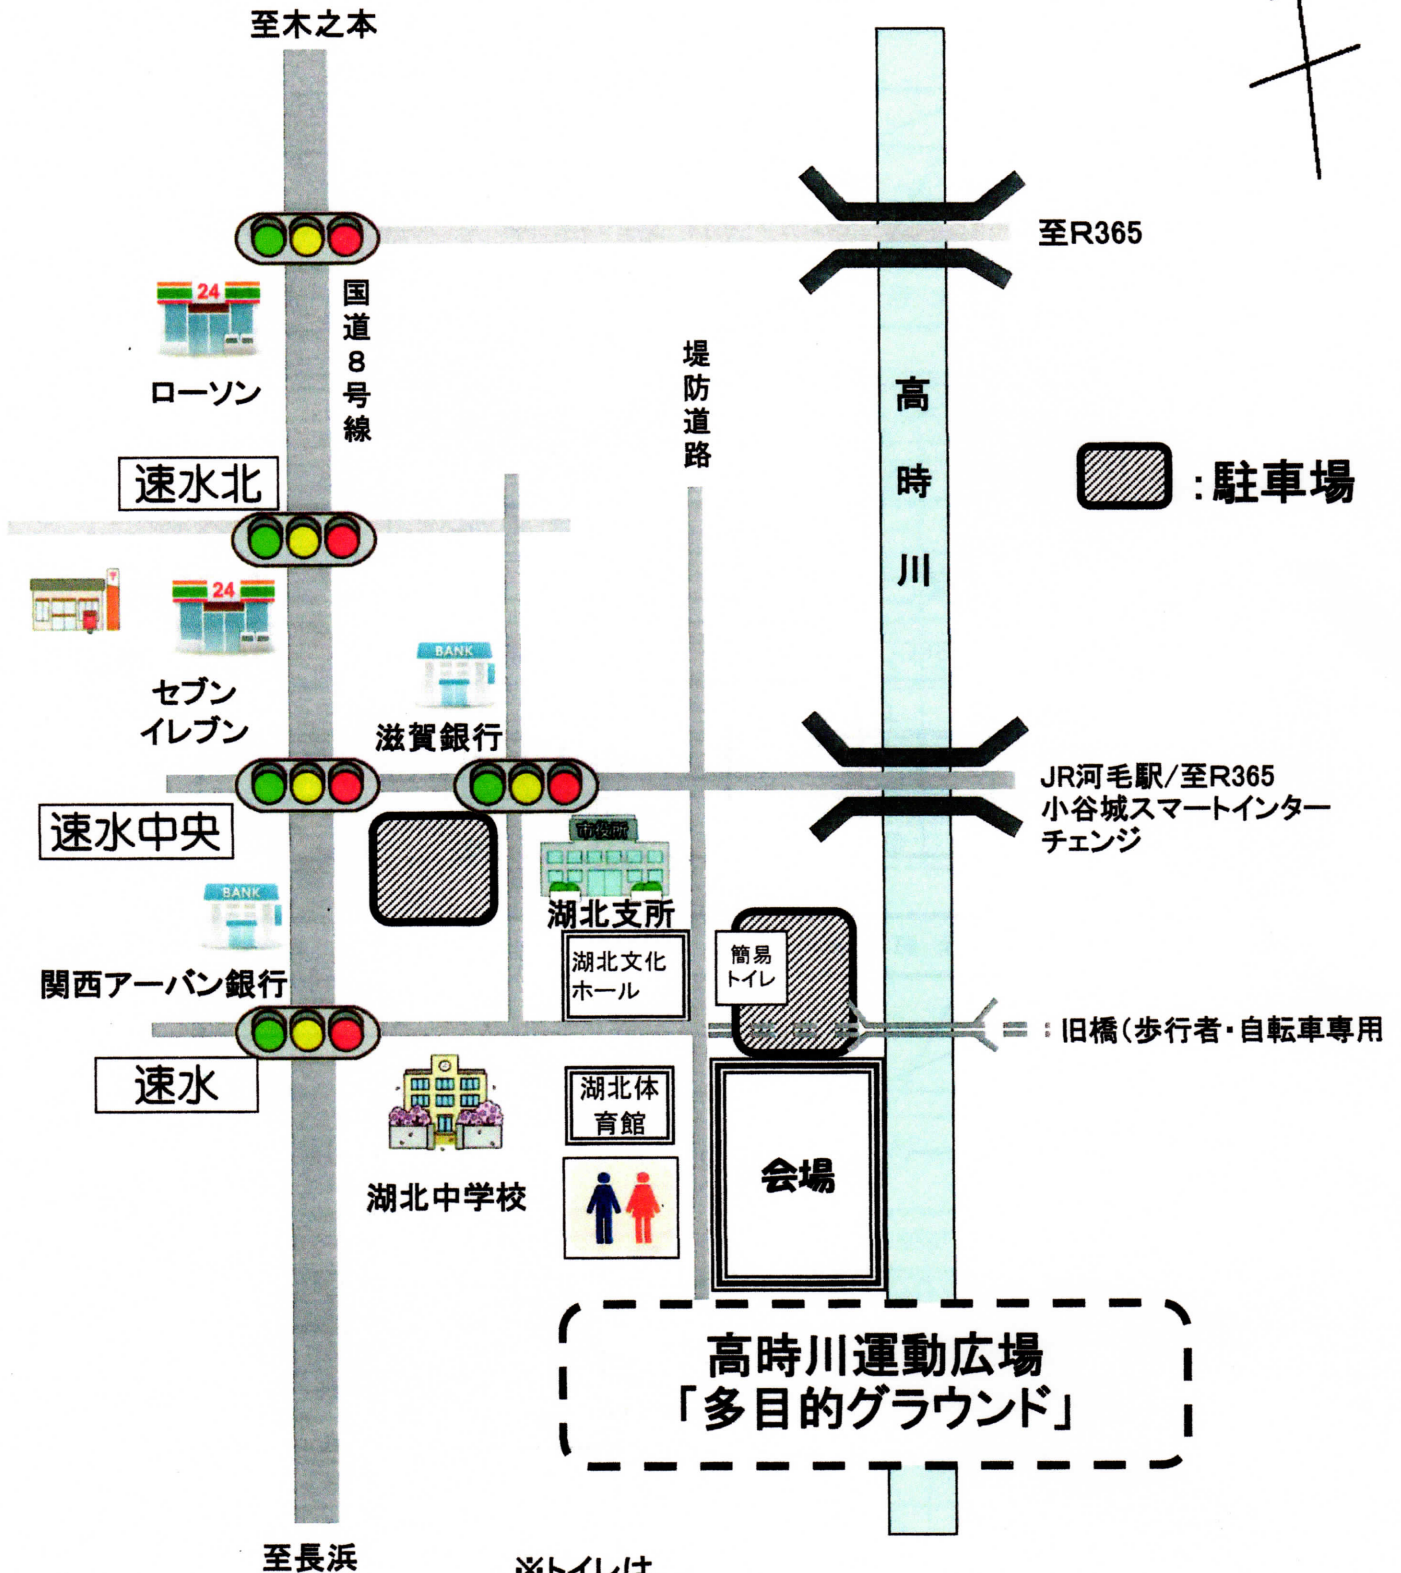 至木之本
至R365
24
国道8号線
ローソン
堤防道路
高時川
速水北
:駐車場
24
セブン
イレブン
BANK
滋賀銀行
JR河毛駅/至R365
小谷城スマートインター
チェンジ
速水中央
市役所
湖北支所
BANK
関西アーバン銀行
湖北文化
ホール
簡易
トイレ
旧橋(歩行者・自転車専用
速水
湖北体
育館
湖北中学校
会場
高時川運動広場
「多目的グラウンド」
至長浜
※トイレは